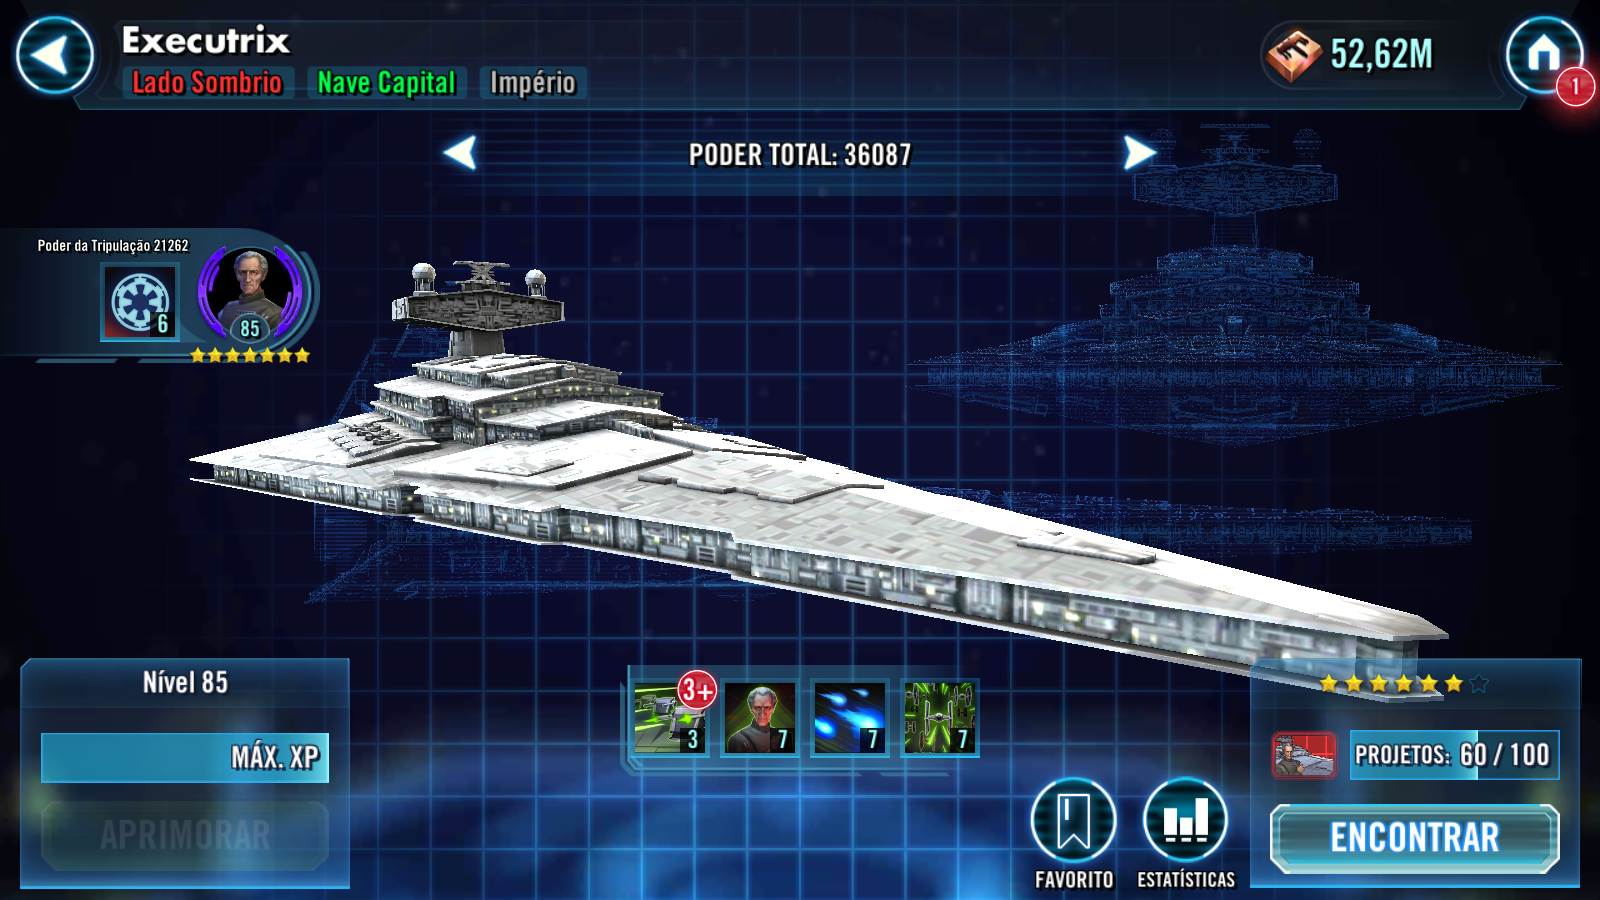 Executrix
Lado Sombrio Nave Capital Império
52,62M
1
PODER TOTAL: 36087
Poder da Tripulação 21262
6
85
Nível 85
MÁX. XP
APRIMORAR
3+
3 7 7 7
FAVORITO
ESTATÍSTICAS
PROJETOS: 60 / 100
ENCONTRAR